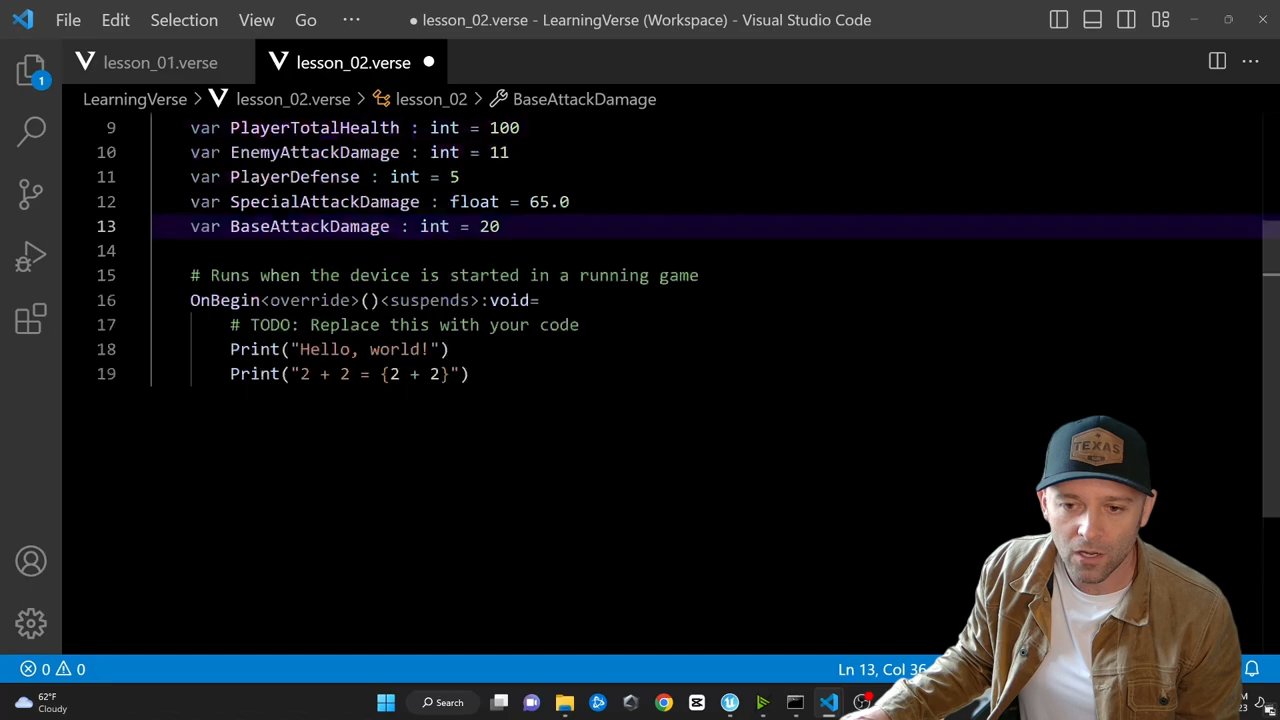 File Edit Selection View Go ··· ● lesson_02.verse - LearningVerse (Workspace) - Visual Studio Code
lesson_01.verse lesson_02.verse ●
1
LearningVerse > lesson_02.verse > lesson_02 > BaseAttackDamage
9 var PlayerTotalHealth : int = 100
10 var EnemyAttackDamage : int = 11
11 var PlayerDefense : int = 5
12 var SpecialAttackDamage : float = 65.0
13 var BaseAttackDamage : int = 20
14
15 # Runs when the device is started in a running game
16 OnBegin<override>()<suspends>:void=
17 # TODO: Replace this with your code
18 Print("Hello, world!")
19 Print("2 + 2 = {2 + 2}")
TEXAS
0 0 Ln 13, Col 36
62°F
Cloudy
Search